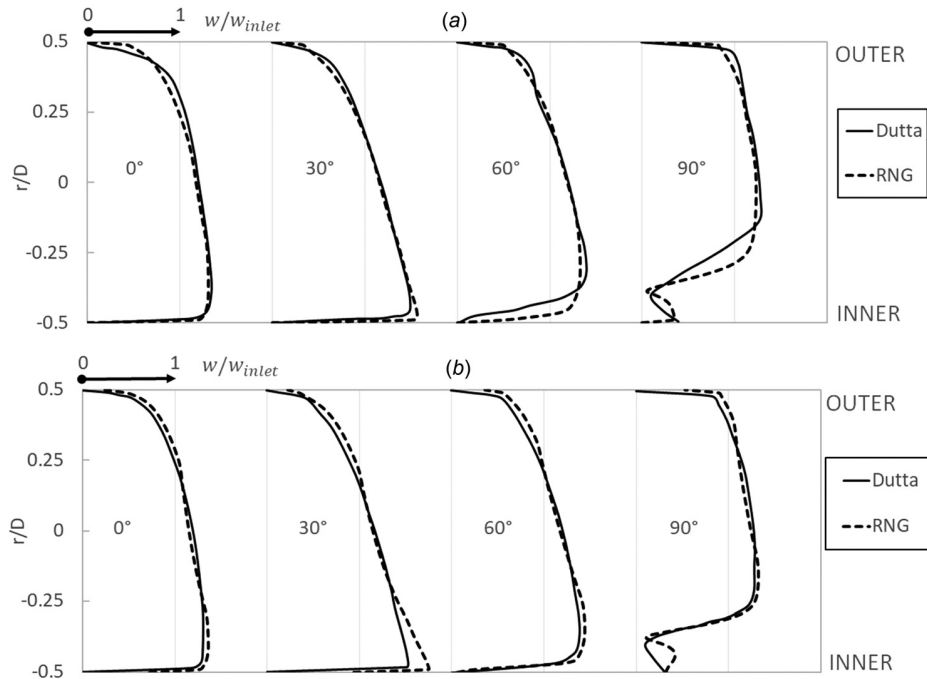 0 1 w/w_inlet (a)
0.5
OUTER
0.25
Dutta
r/D 0 0° 30° 60° 90°
RNG
-0.25
-0.5
INNER
0 1 w/w_inlet (b)
0.5
OUTER
0.25
Dutta
r/D 0 0° 30° 60° 90°
RNG
-0.25
-0.5
INNER